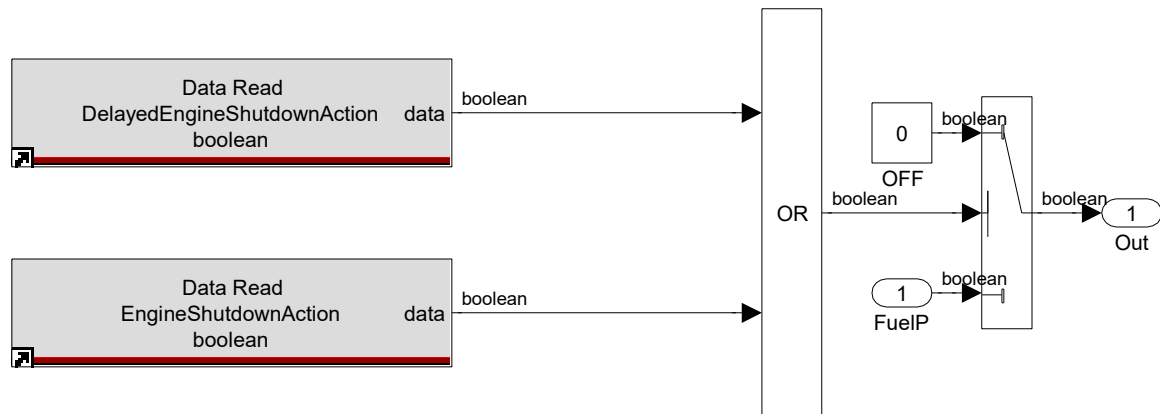 Data Read
DelayedEngineShutdownAction
boolean
data
boolean
Data Read
EngineShutdownAction
boolean
data
boolean
OR
boolean
0
OFF
boolean
1
FuelP
boolean
boolean
1
Out